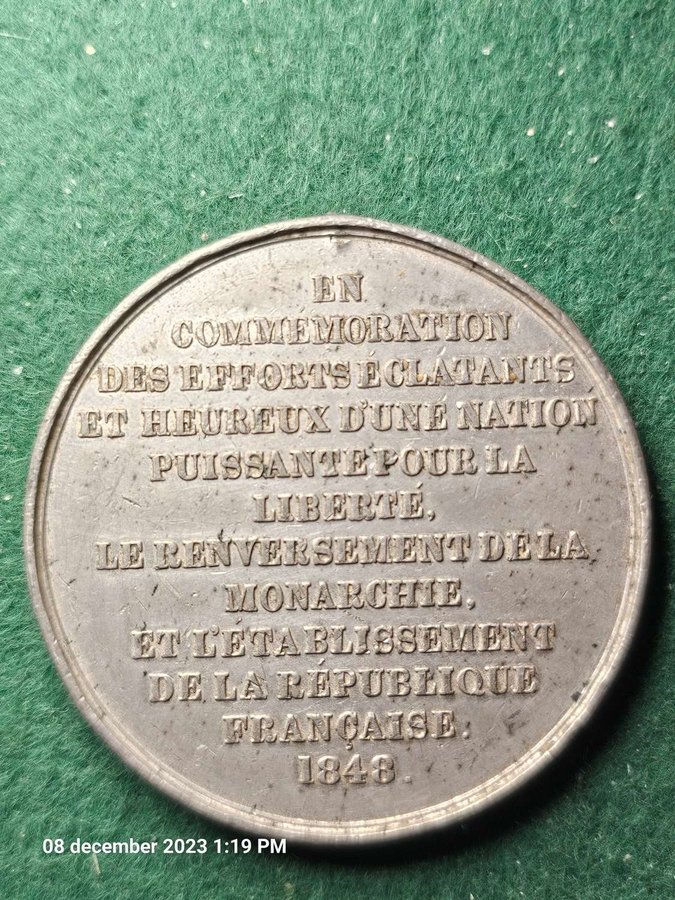 EN
COMMEMORATION
DES EFFORTS ECLATANTS
ET HEUREUX D'UNE NATION
PUISSANTE POUR LA
LIBERTÉ,
LE RENVERSEMENT DE LA
MONARCHIE,
ET L'ÉTABLISSEMENT
DE LA RÉPUBLIQUE
FRANÇAISE.
1848.
08 december 2023 1:19 PM